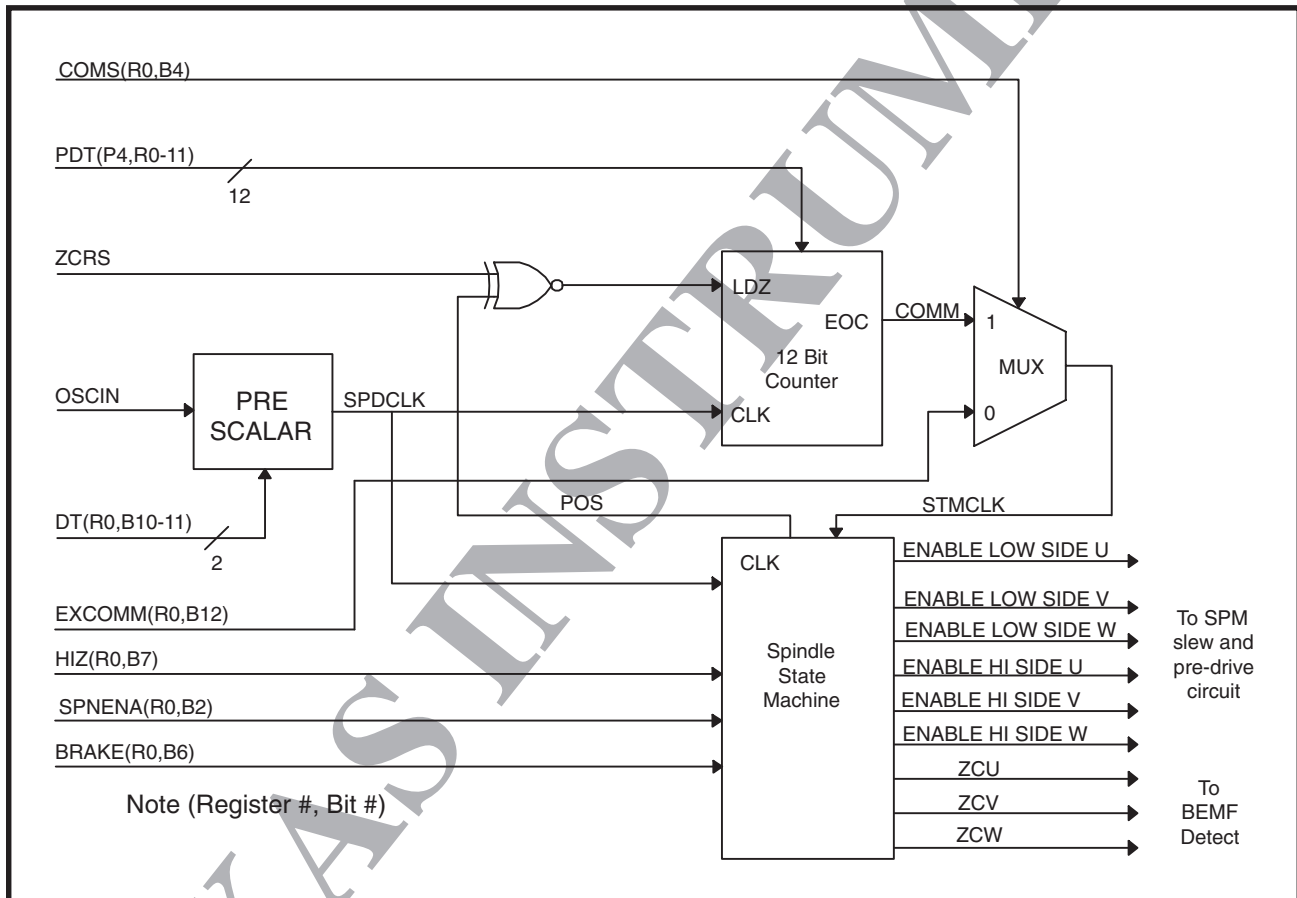 COMS(R0,B4)
PDT(P4,R0-11)
12
ZCRS
LDZ
EOC
COMM
1
MUX
12 Bit
Counter
OSCIN
PRE
SCALAR
SPDCLK
CLK
0
DT(R0,B10-11)
2
POS
STMCLK
CLK
ENABLE LOW SIDE U
EXCOMM(R0,B12)
ENABLE LOW SIDE V
ENABLE LOW SIDE W
To SPM
slew and
pre-drive
circuit
HIZ(R0,B7)
Spindle
State
Machine
ENABLE HI SIDE U
ENABLE HI SIDE V
SPNENA(R0,B2)
ENABLE HI SIDE W
BRAKE(R0,B6)
ZCU
ZCV
ZCW
To
BEMF
Detect
Note (Register #, Bit #)
KAS INSTRUM